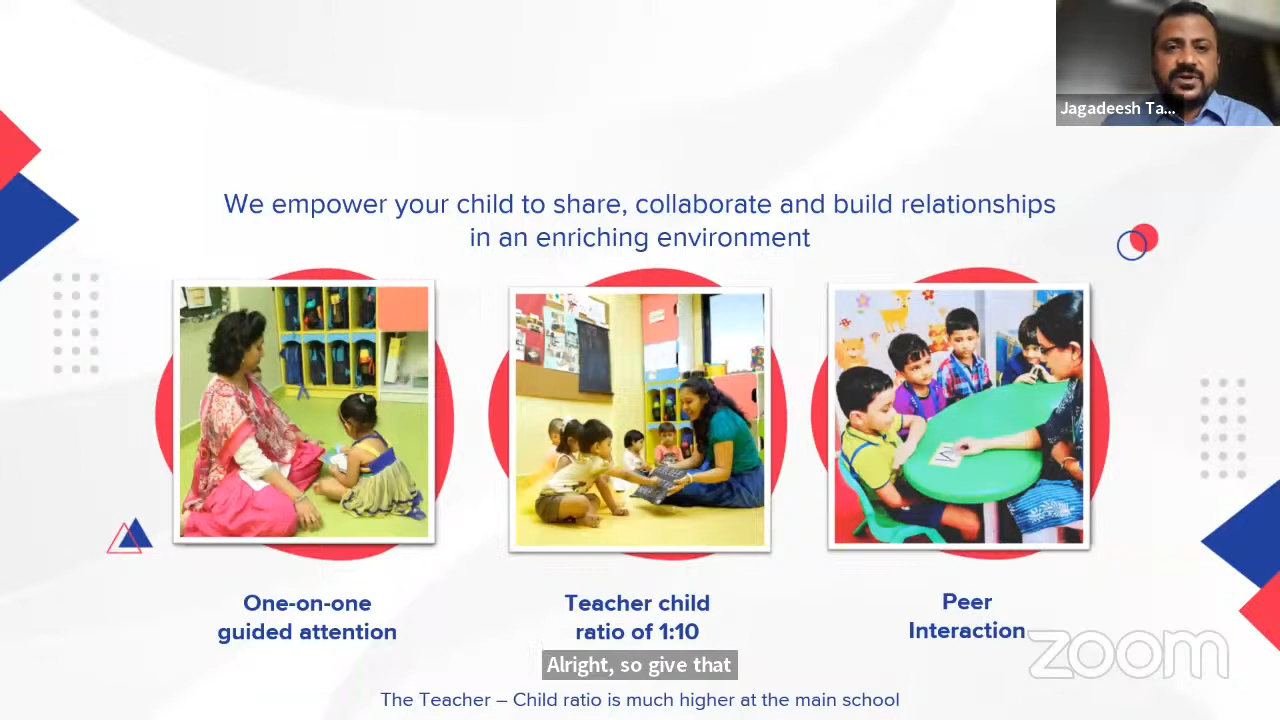 Jagadeesh Ta...
We empower your child to share, collaborate and build relationships
in an enriching environment
One-on-one
guided attention
Teacher child
ratio of 1:10
Peer
Interaction
zoom
Alright, so give that
The Teacher – Child ratio is much higher at the main school